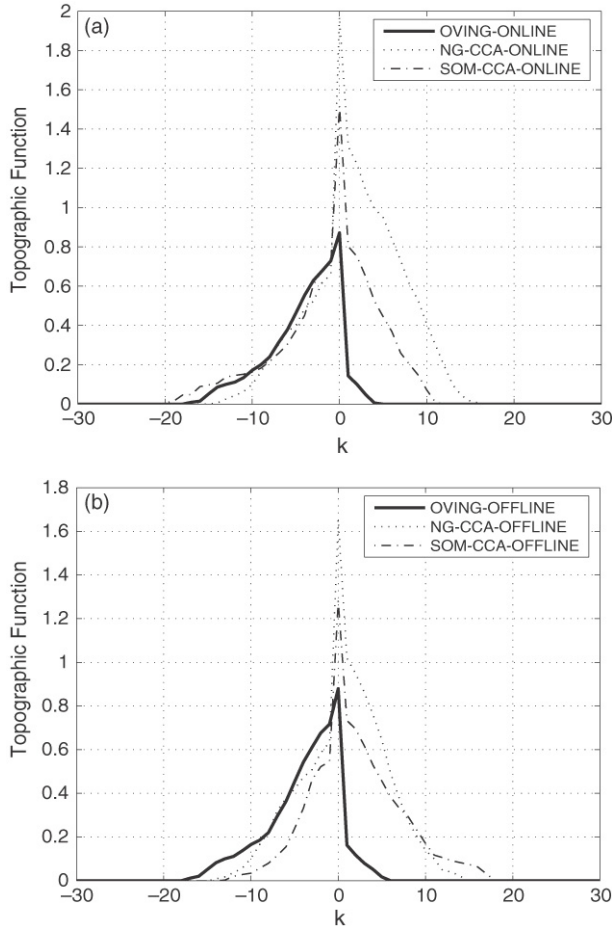 (a)
OVING-ONLINE
NG-CCA-ONLINE
SOM-CCA-ONLINE
2
1.8
1.6
1.4
1.2
1
0.8
0.6
0.4
0.2
0
Topographic Function
−30 −20 −10 0 10 20 30
k
(b)
OVING-OFFLINE
NG-CCA-OFFLINE
SOM-CCA-OFFLINE
1.8
1.6
1.4
1.2
1
0.8
0.6
0.4
0.2
0
Topographic Function
−30 −20 −10 0 10 20 30
k